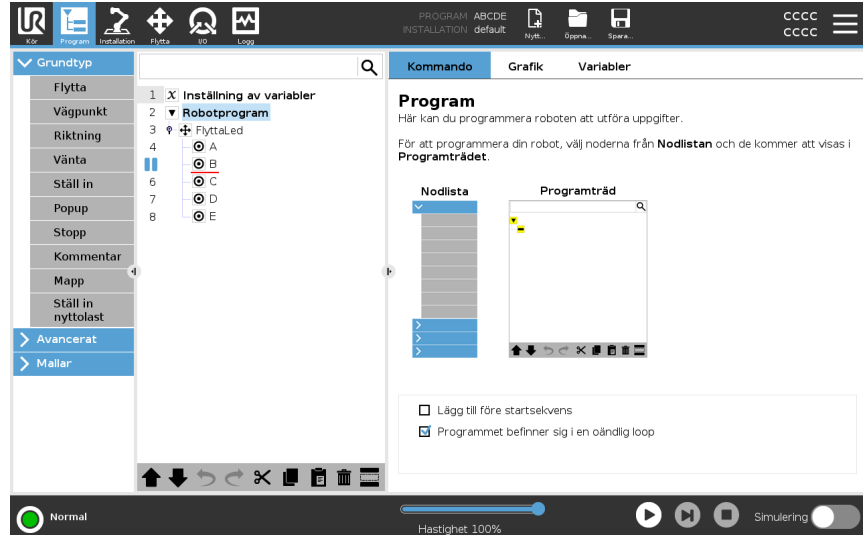 UR
Kör
Program
Installation
Flytta
I/O
Logg
PROGRAM ABCDE
INSTALLATION default
Nytt...
Öppna...
Spara...
CCCC
CCCC
Grundtyp
Flytta
Vägpunkt
Riktning
Vänta
Ställ in
Popup
Stopp
Kommentar
Mapp
Ställ in
nyttolast
Avancerat
Mallar
1 X Inställning av variabler
2 Robotprogram
3 FlyttaLed
4 A
B
6 C
7 D
8 E
Kommando
Grafik
Variabler
Program
Här kan du programmera roboten att utföra uppgifter.
För att programmera din robot, välj noderna från Nodlistan och de kommer att visas i
Programträdet.
Nodlista
Programträd
Lägg till före startsekvens
Programmet befinner sig i en oändlig loop
Normal
Hastighet 100%
Simulering